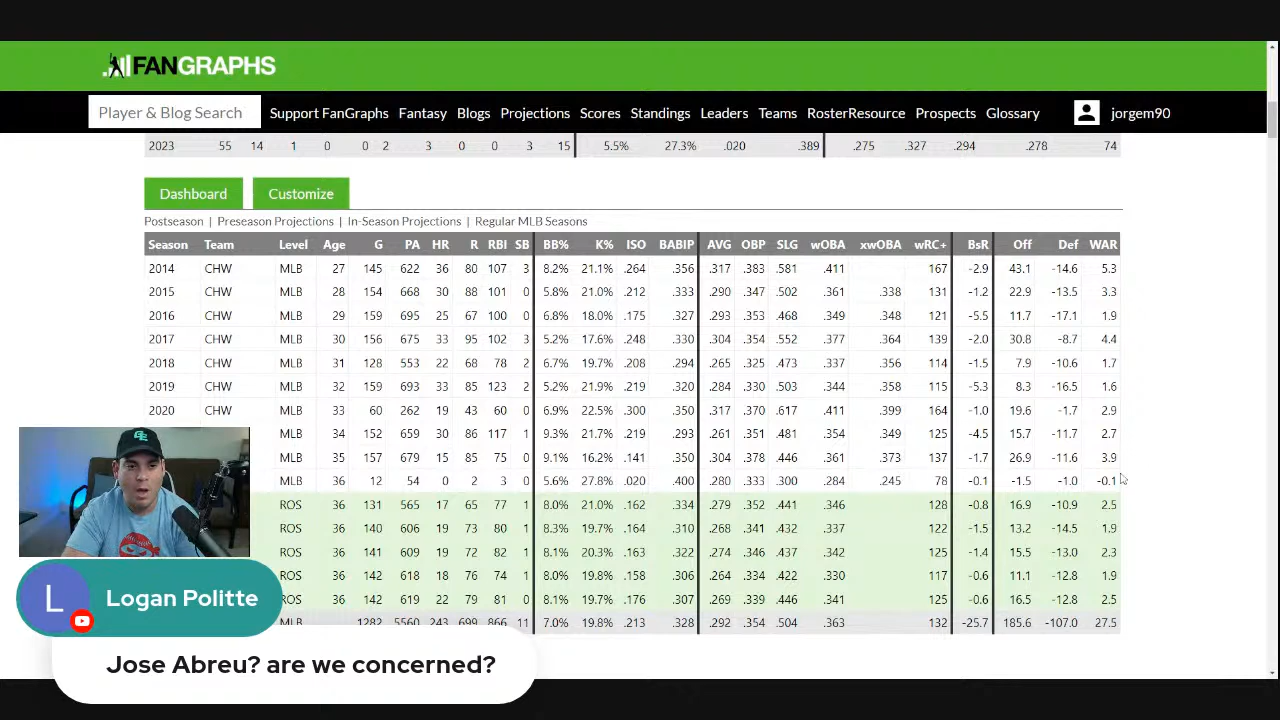 FANGRAPHS
Player & Blog Search Support FanGraphs Fantasy Blogs Projections Scores Standings Leaders Teams RosterResource Prospects Glossary jorgem90
2023 55 14 1 0 0 2 3 0 0 3 15 5.5% 27.3% .020 .389 .275 .327 .294 .278 74
Dashboard Customize
Postseason | Preseason Projections | In-Season Projections | Regular MLB Seasons
Season Team Level Age G PA HR R RBI SB BB% K% ISO BABIP AVG OBP SLG wOBA xwOBA wRC+ BsR Off Def WAR
2014 CHW MLB 27 145 622 36 80 107 3 8.2% 21.1% .264 .356 .317 .383 .581 .411 167 -2.9 43.1 -14.6 5.3
2015 CHW MLB 28 154 668 30 88 101 0 5.8% 21.0% .212 .333 .290 .347 .502 .361 .338 131 -1.2 22.9 -13.5 3.3
2016 CHW MLB 29 159 695 25 67 100 0 6.8% 18.0% .175 .327 .293 .353 .468 .349 .348 121 -5.5 11.7 -17.1 1.9
2017 CHW MLB 30 156 675 33 95 102 3 5.2% 17.6% .248 .330 .304 .354 .552 .377 .364 139 -2.0 30.8 -8.7 4.4
2018 CHW MLB 31 128 553 22 68 78 2 6.7% 19.7% .208 .294 .265 .325 .473 .337 .356 114 -1.5 7.9 -10.6 1.7
2019 CHW MLB 32 159 693 33 85 123 2 5.2% 21.9% .219 .320 .284 .330 .503 .344 .358 115 -5.3 8.3 -16.5 1.6
2020 CHW MLB 33 60 262 19 43 60 0 6.9% 22.5% .300 .350 .317 .370 .617 .411 .399 164 -1.0 19.6 -1.7 2.9
MLB 34 152 659 30 86 117 1 9.3% 21.7% .219 .293 .261 .351 .481 .354 .349 125 -4.5 15.7 -11.7 2.7
MLB 35 157 679 15 85 75 0 9.1% 16.2% .141 .350 .304 .378 .446 .361 .373 137 -1.7 26.9 -11.6 3.9
MLB 36 12 54 0 2 3 0 5.6% 27.8% .020 .400 .280 .333 .300 .284 .245 78 -0.1 -1.5 -1.0 -0.1
ROS 36 131 565 17 65 77 1 8.0% 21.0% .162 .334 .279 .352 .441 .346 128 -0.8 16.9 -10.9 2.5
ROS 36 140 606 19 73 80 1 8.3% 19.7% .164 .310 .268 .341 .432 .337 122 -1.5 13.2 -14.5 1.9
ROS 36 141 609 19 72 82 1 8.1% 20.3% .163 .322 .274 .346 .437 .342 125 -1.4 15.5 -13.0 2.3
ROS 36 142 618 18 76 74 1 8.0% 19.8% .158 .306 .264 .334 .422 .330 117 -0.6 11.1 -12.8 1.9
ROS 36 142 619 22 79 81 0 8.1% 19.7% .176 .307 .269 .339 .446 .341 125 -0.6 16.5 -12.8 2.5
MLB 1282 5560 243 699 866 11 7.0% 19.8% .213 .328 .292 .354 .504 .363 132 -25.7 185.6 -107.0 27.5
L Logan Politte
Jose Abreu? are we concerned?